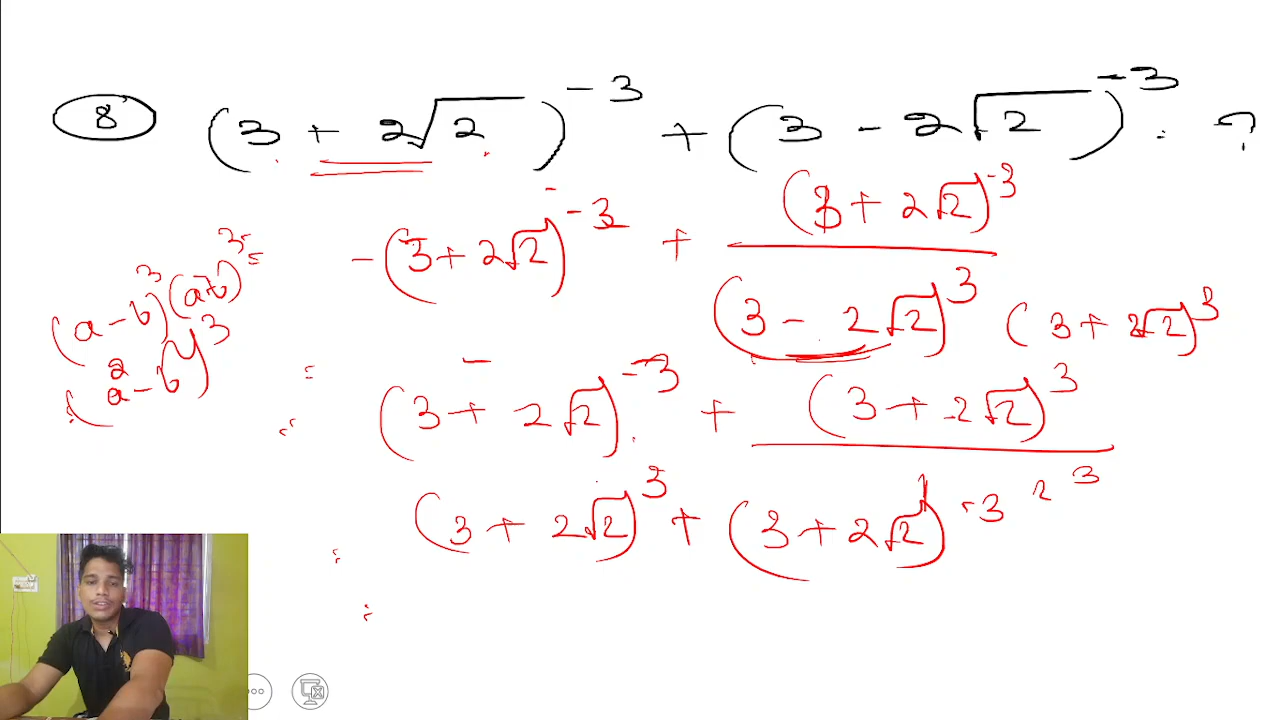 8 (3 + 2√2)⁻³ + (3 - 2√2)⁻³ . ?
-(3 + 2√2)⁻³ + (3 + 2√2)⁻³ / (3 - 2√2)³ (3 + 2√2)³
(a - b)³ (a+b)³ =
(a² - b²)³
= (3 + 2√2)⁻³ + (3 + 2√2)³
(3 + 2√2)³ + (3 + 2√2)⁻³ 2 3